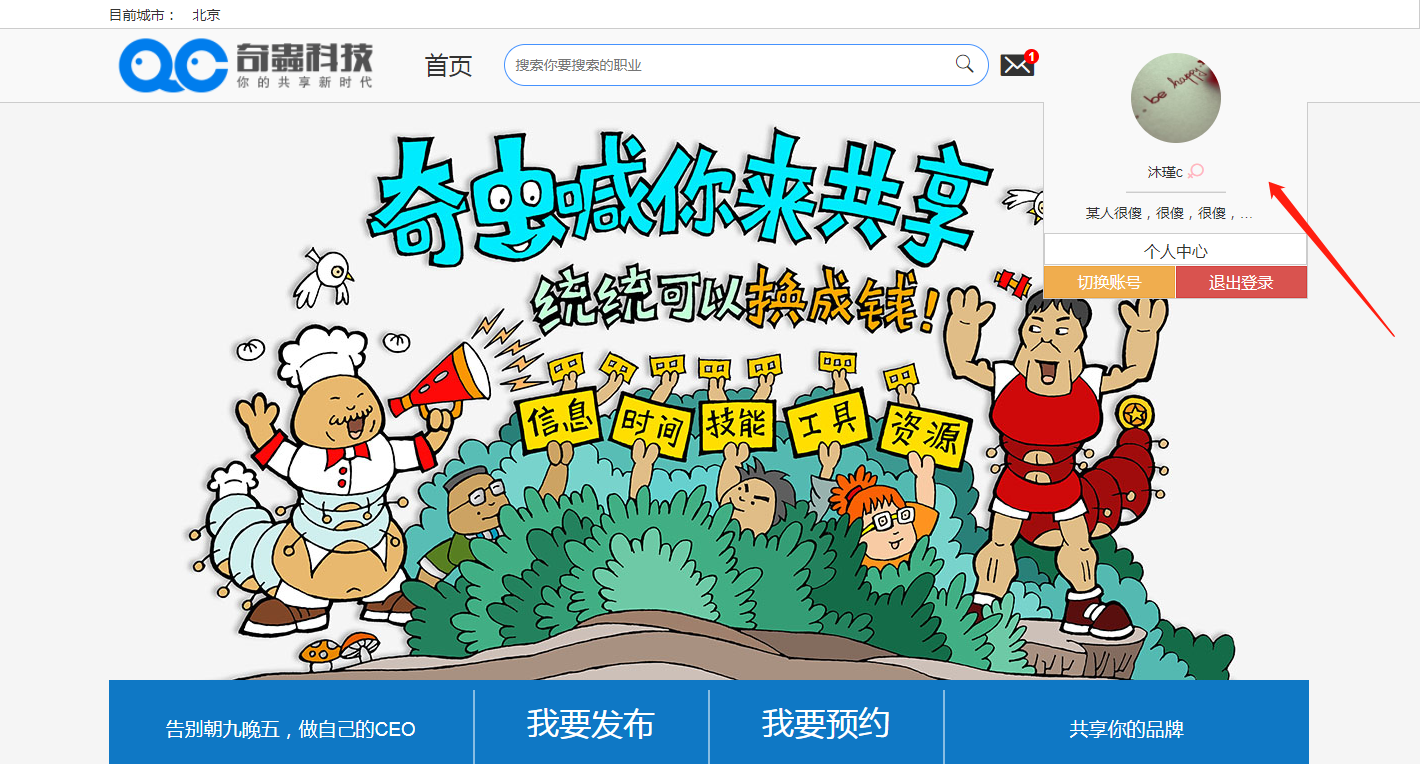 目前城市： 北京
QC 奇蟲科技
你的共享新时代
首页
搜索你要搜索的职业
1
be happy
沐瑾c
某人很傻，很傻，很傻，...
个人中心
切换账号 退出登录
奇虫喊你来共享
统统可以换成钱！
信息 时间 技能 工具 资源
告别朝九晚五，做自己的CEO
我要发布
我要预约
共享你的品牌